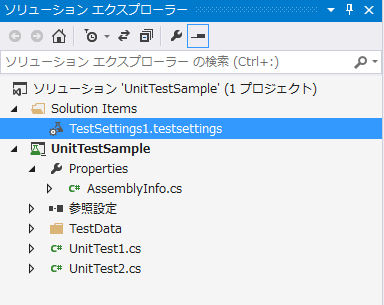 ソリューション エクスプローラー
ソリューション エクスプローラー の検索 (Ctrl+:)
ソリューション 'UnitTestSample' (1 プロジェクト)
Solution Items
TestSettings1.testsettings
UnitTestSample
Properties
C# AssemblyInfo.cs
参照設定
TestData
C# UnitTest1.cs
C# UnitTest2.cs